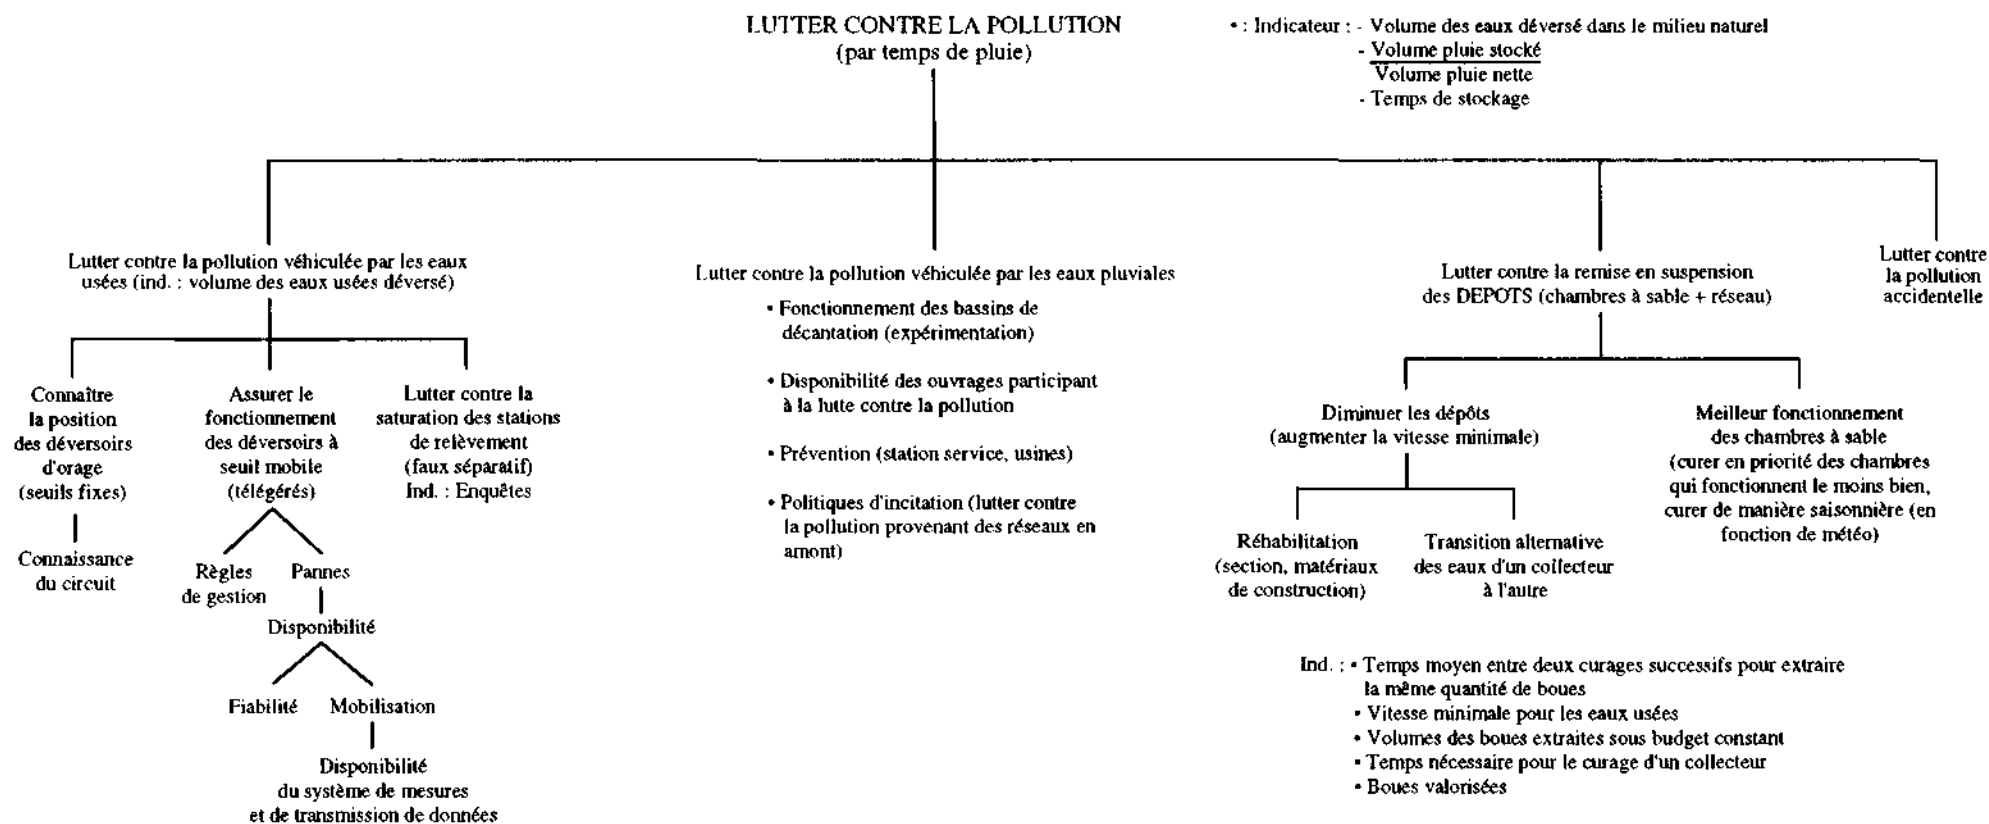 LUTTER CONTRE LA POLLUTION
(par temps de pluie)
• : Indicateur : - Volume des eaux déversé dans le milieu naturel
- Volume pluie stocké
Volume pluie nette
- Temps de stockage
Lutter contre la pollution véhiculée par les eaux
usées (ind. : volume des eaux usées déversé)
Connaître
la position
des déversoirs
d'orage
(seuils fixes)
Connaissance
du circuit
Assurer le
fonctionnement
des déversoirs à
seuil mobile
(télégérés)
Règles
de gestion
Pannes
Disponibilité
Fiabilité
Mobilisation
Disponibilité
du système de mesures
et de transmission de données
Lutter contre la
saturation des stations
de relèvement
(faux séparatif)
Ind. : Enquêtes
Lutter contre la pollution véhiculée par les eaux pluviales
• Fonctionnement des bassins de
décantation (expérimentation)
• Disponibilité des ouvrages participant
à la lutte contre la pollution
• Prévention (station service, usines)
• Politiques d'incitation (lutter contre
la pollution provenant des réseaux en
amont)
Lutter contre la remise en suspension
des DEPOTS (chambres à sable + réseau)
Diminuer les dépôts
(augmenter la vitesse minimale)
Réhabilitation
(section, matériaux
de construction)
Transition alternative
des eaux d'un collecteur
à l'autre
Meilleur fonctionnement
des chambres à sable
(curer en priorité des chambres
qui fonctionnent le moins bien,
curer de manière saisonnière (en
fonction de météo)
Lutter contre
la pollution
accidentelle
Ind. : • Temps moyen entre deux curages successifs pour extraire
la même quantité de boues
• Vitesse minimale pour les eaux usées
• Volumes des boues extraites sous budget constant
• Temps nécessaire pour le curage d'un collecteur
• Boues valorisées